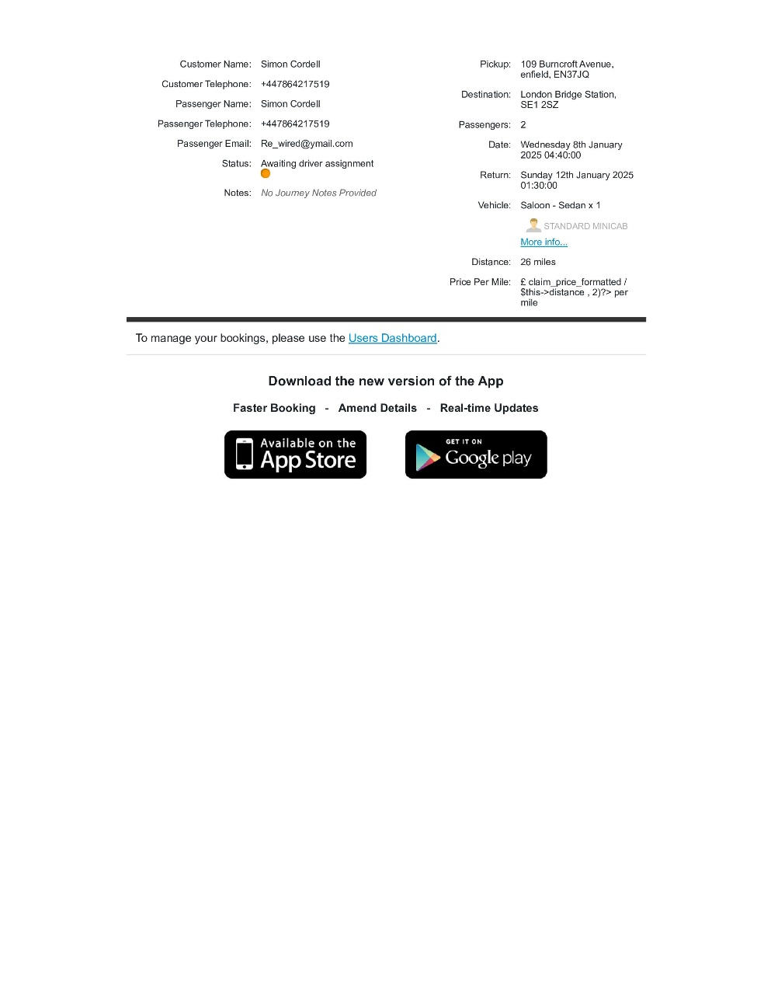 Customer Name: Simon Cordell
Customer Telephone: +447864217519
Passenger Name: Simon Cordell
Passenger Telephone: +447864217519
Passenger Email: Re_wired@ymail.com
Status: Awaiting driver assignment
Notes: No Journey Notes Provided
Pickup: 109 Burncroft Avenue,
enfield, EN37JQ
Destination: London Bridge Station,
SE1 2SZ
Passengers: 2
Date: Wednesday 8th January
2025 04:40:00
Return: Sunday 12th January 2025
01:30:00
Vehicle: Saloon - Sedan x 1
STANDARD MINICAB
More info...
Distance: 26 miles
Price Per Mile: £ claim_price_formatted /
$this->distance , 2)?> per
mile
To manage your bookings, please use the Users Dashboard.
Download the new version of the App
Faster Booking - Amend Details - Real-time Updates
Available on the
App Store
GET IT ON
Google play